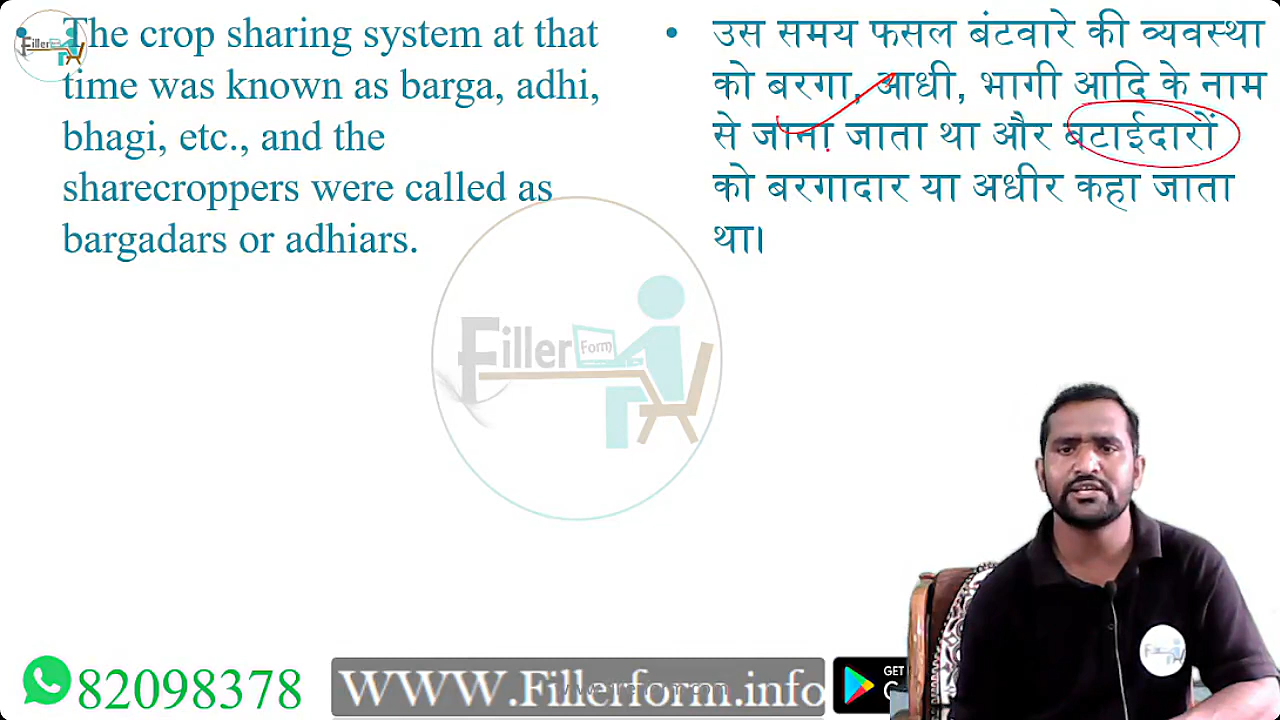 The crop sharing system at that
time was known as barga, adhi,
bhagi, etc., and the
sharecroppers were called as
bargadars or adhiars.
उस समय फसल बंटवारे की व्यवस्था
को बरगा, आधी, भागी आदि के नाम
से जाना जाता था और बटाईदारों
को बरगादार या अधीर कहा जाता
था।
Filler Form
82098378
WWW.Fillerform.info
GET